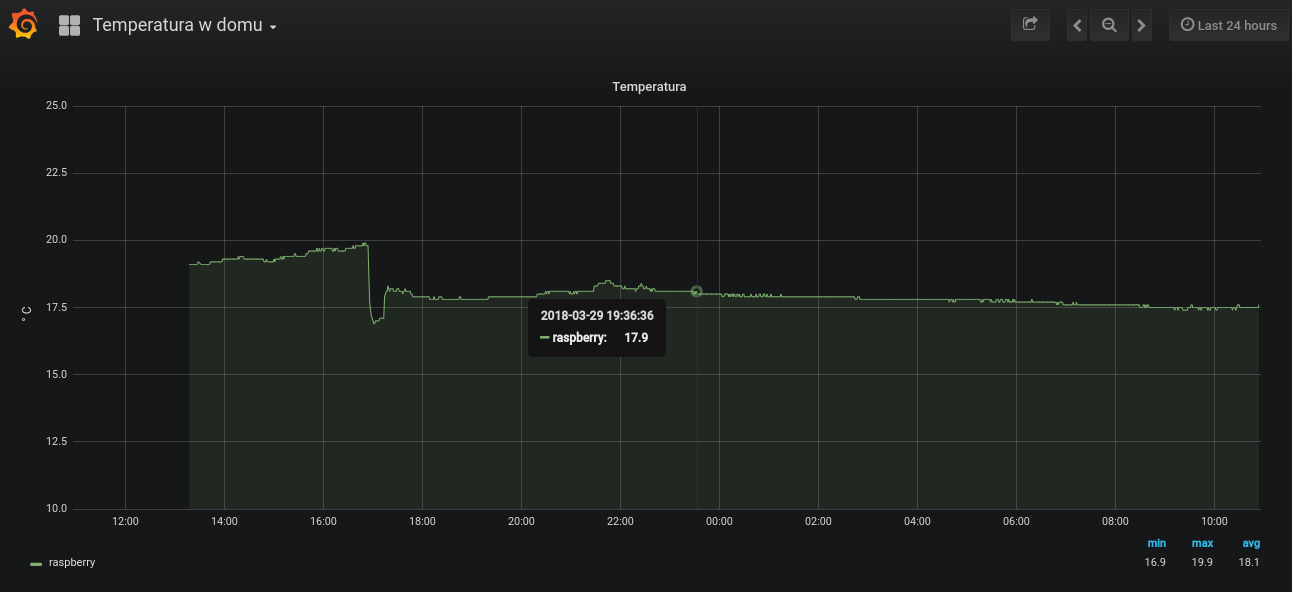 Temperatura w domu
Last 24 hours
Temperatura
25.0
22.5
20.0
17.5
15.0
12.5
10.0
° C
2018-03-29 19:36:36
raspberry: 17.9
12:00 14:00 16:00 18:00 20:00 22:00 00:00 02:00 04:00 06:00 08:00 10:00
min max avg
raspberry 16.9 19.9 18.1